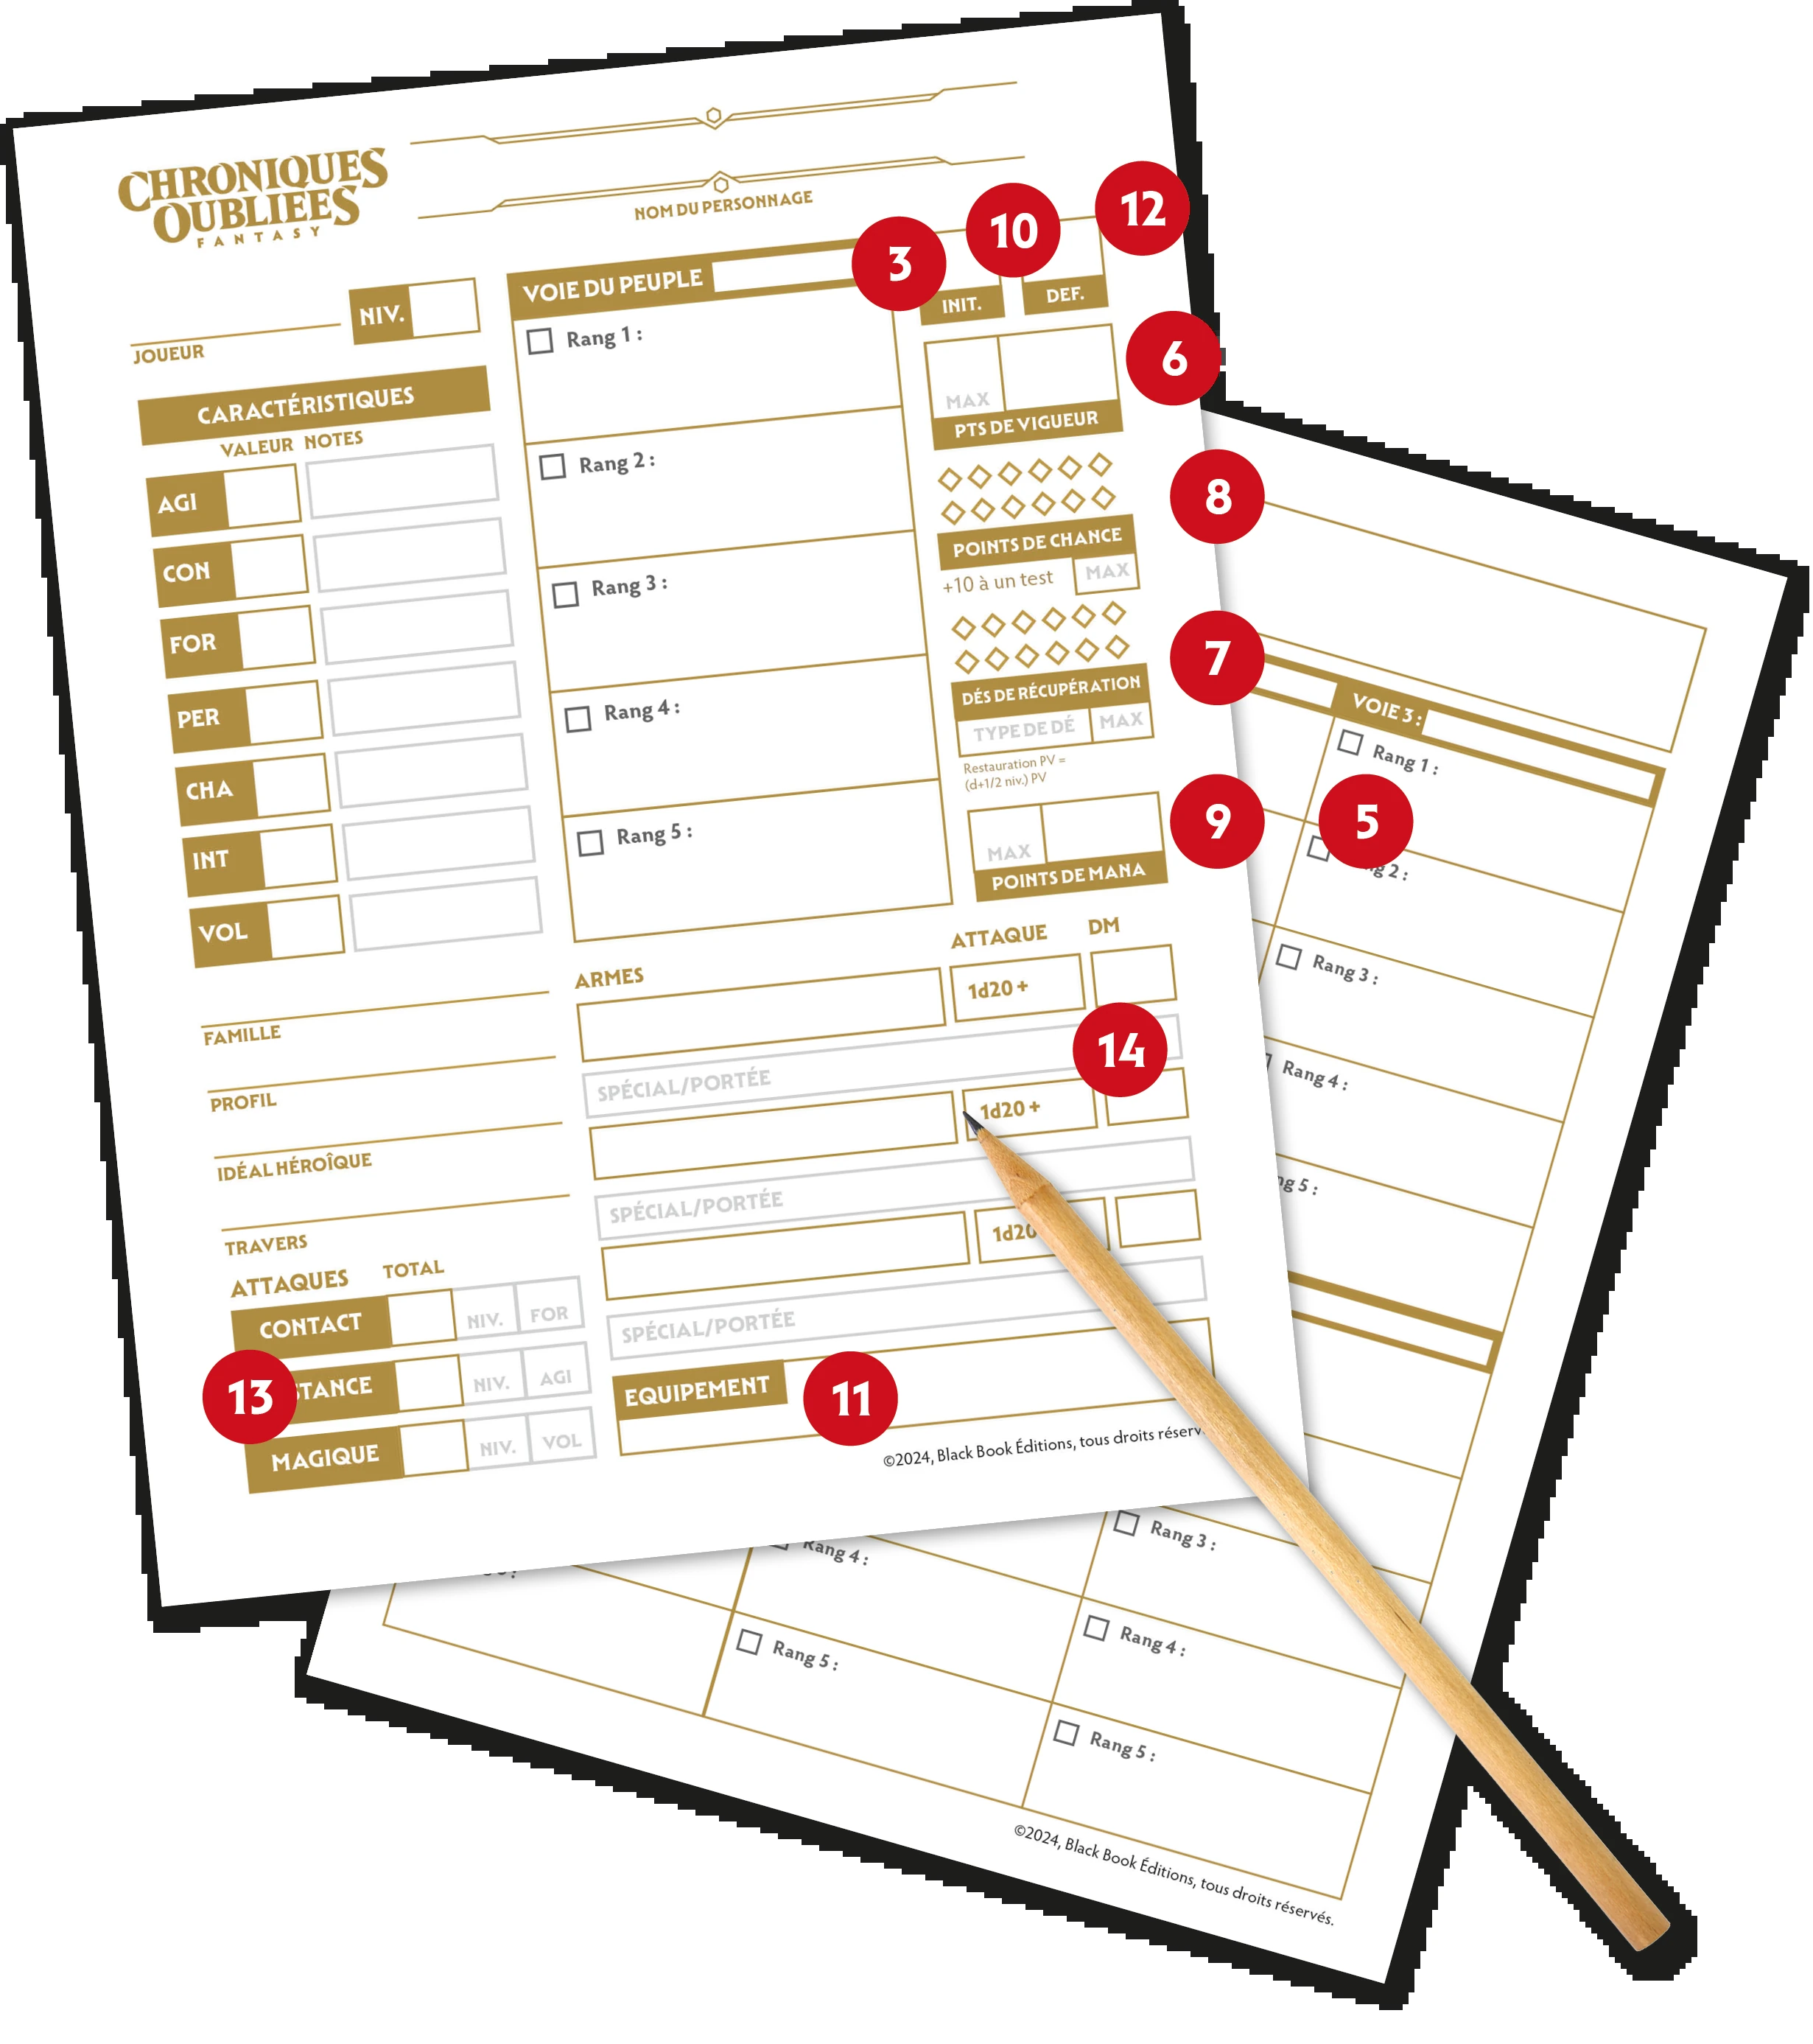 CHRONIQUES
OUBLIÉES
FANTASY
NOM DU PERSONNAGE
JOUEUR
NIV.
CARACTÉRISTIQUES
VALEUR NOTES
AGI
CON
FOR
PER
CHA
INT
VOL
FAMILLE
PROFIL
IDÉAL HÉROÎQUE
TRAVERS
ATTAQUES TOTAL
CONTACT NIV. FOR
13 STANCE NIV. AGI
MAGIQUE NIV. VOL
VOIE DU PEUPLE
3
Rang 1 :
Rang 2 :
Rang 3 :
Rang 4 :
Rang 5 :
10
12
INIT. DEF.
6
MAX
PTS DE VIGUEUR
8
POINTS DE CHANCE
+10 à un test MAX
7
DÉS DE RÉCUPÉRATION
TYPE DE DÉ MAX
Restauration PV =
(d+1/2 niv.) PV
9
MAX
POINTS DE MANA
ARMES ATTAQUE DM
1d20 +
14
SPÉCIAL/PORTÉE
1d20 +
SPÉCIAL/PORTÉE
1d20
SPÉCIAL/PORTÉE
EQUIPEMENT 11
©2024, Black Book Éditions, tous droits réserv
VOIE 3 :
Rang 1 :
5
g 2 :
Rang 3 :
Rang 4 :
ng 5 :
Rang 4 :
Rang 5 :
Rang 3 :
Rang 4 :
Rang 5 :
©2024, Black Book Éditions, tous droits réservés.